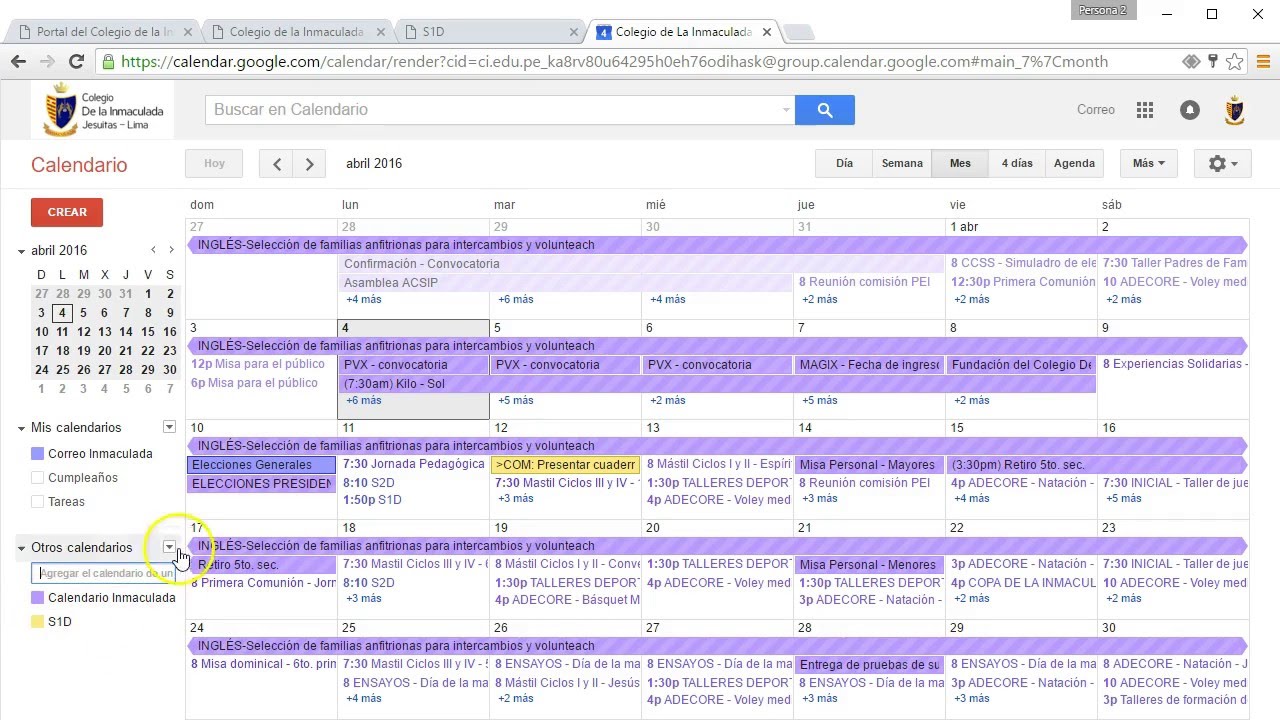 Persona 2
Portal del Colegio de la In
Colegio de la Inmaculada
S1D
4 Colegio de La Inmaculada
https://calendar.google.com/calendar/render?cid=ci.edu.pe_ka8rv80u64295h0eh76odihask@group.calendar.google.com#main_7%7Cmonth
Colegio
De la Inmaculada
Jesuitas - Lima
Buscar en Calendario
Correo
Calendario
Hoy
abril 2016
Día Semana Mes 4 días Agenda
Más
CREAR
abril 2016
D L M X J V S
27 28 29 30 31 1 2
3 4 5 6 7 8 9
10 11 12 13 14 15 16
17 18 19 20 21 22 23
24 25 26 27 28 29 30
1 2 3 4 5 6 7
Mis calendarios
Correo Inmaculada
Cumpleaños
Tareas
Otros calendarios
Agregar el calendario de un
Calendario Inmaculada
S1D
dom lun mar mié jue vie sáb
27 28 29 30 31 1 abr 2
INGLÉS-Selección de familias anfitrionas para intercambios y volunteach
Confirmación - Convocatoria 8 CCSS - Simuladro de ele 7:30 Taller Padres de Fam
Asamblea ACSIP 8 Reunión comisión PEI 12:30p Primera Comunión 10 ADECORE - Voley med
+4 más +6 más +4 más +2 más +2 más +2 más
3 4 5 6 7 8 9
INGLÉS-Selección de familias anfitrionas para intercambios y volunteach
12p Misa para el público PVX - convocatoria PVX - convocatoria PVX - convocatoria MAGIX - Fecha de ingreso Fundación del Colegio De 8 Experiencias Solidarias -
6p Misa para el público (7:30am) Kilo - Sol
+6 más +5 más +2 más +5 más +2 más
10 11 12 13 14 15 16
INGLÉS-Selección de familias anfitrionas para intercambios y volunteach
Elecciones Generales 7:30 Jornada Pedagógica >COM: Presentar cuadern 8 Mástil Ciclos I y II - Espíri Misa Personal - Mayores (3:30pm) Retiro 5to. sec.
ELECCIONES PRESIDEN 8:10 S2D 7:30 Mastil Ciclos III y IV - 1:30p TALLERES DEPORT 8 Reunión comisión PEI 4p ADECORE - Natación - 7:30 INICIAL - Taller de jue
1:50p S1D +3 más 4p ADECORE - Voley med +3 más +4 más +5 más
17 18 19 20 21 22 23
INGLÉS-Selección de familias anfitrionas para intercambios y volunteach
Retiro 5to. sec. 7:30 Mastil Ciclos III y IV - 6 8 Mástil Ciclos I y II - Conve 1:30p TALLERES DEPORT Misa Personal - Menores 3p ADECORE - Natación - 7:30 INICIAL - Taller de jue
8 Primera Comunión - Jorn 8:10 S2D 1:30p TALLERES DEPORT 4p ADECORE - Voley med 1:30p TALLERES DEPORT 4p COPA DE LA INMACUL 10 ADECORE - Voley med
+3 más 4p ADECORE - Básquet M 3p ADECORE - Natación - +2 más +2 más
24 25 26 27 28 29 30
INGLÉS-Selección de familias anfitrionas para intercambios y volunteach
8 Misa dominical - 6to. prin 7:30 Mastil Ciclos III y IV - 5 8 ENSAYOS - Día de la ma 8 ENSAYOS - Día de la ma Entrega de pruebas de su 8 ENSAYOS - Día de la ma 8 ADECORE - Natación - J
8 ENSAYOS - Día de la ma 8 Mástil Ciclos I y II - Jesús 1:30p TALLERES DEPORT 8 ENSAYOS - Día de la ma 3p ADECORE - Natación - 10 ADECORE - Voley med
+4 más +2 más 4p ADECORE - Voley med +3 más +3 más 3p Talleres de formación d